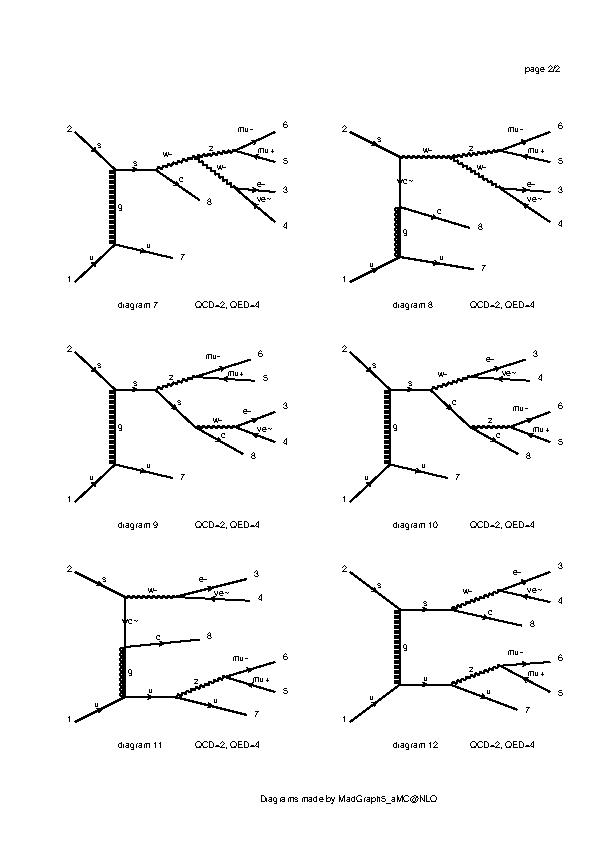 page 2/2
2 s s w- z mu- 6
mu+ 5
w- e- 3
ve~ 4
c 8
g
u u 7
1
diagram 7 QCD=2, QED=4
2 s w- z mu- 6
mu+ 5
w- e- 3
ve~ 4
c~
c 8
g
u u 7
1
diagram 8 QCD=2, QED=4
2 s s z mu- 6
mu+ 5
s w- e- 3
ve~ 4
c 8
g
u u 7
1
diagram 9 QCD=2, QED=4
2 s s w- e- 3
ve~ 4
c z mu- 6
mu+ 5
c 8
g
u u 7
1
diagram 10 QCD=2, QED=4
2 s w- e- 3
ve~ 4
c~
c 8
g
z mu- 6
mu+ 5
u u u 7
1
diagram 11 QCD=2, QED=4
2 s s w- e- 3
ve~ 4
c 8
g
z mu- 6
mu+ 5
u u u 7
1
diagram 12 QCD=2, QED=4
Diagrams made by MadGraph5_aMC@NLO